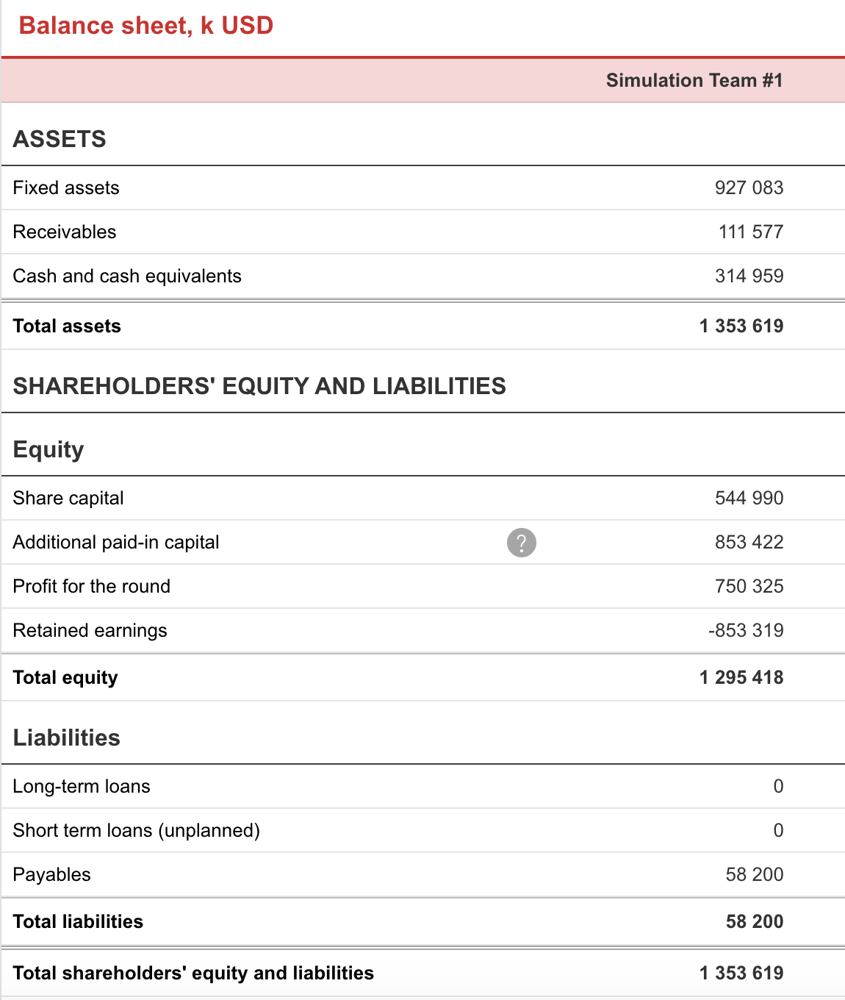 Balance sheet, k USD
Simulation Team #1
ASSETS
Fixed assets 927 083
Receivables 111 577
Cash and cash equivalents 314 959
Total assets 1 353 619
SHAREHOLDERS' EQUITY AND LIABILITIES
Equity
Share capital 544 990
Additional paid-in capital ? 853 422
Profit for the round 750 325
Retained earnings -853 319
Total equity 1 295 418
Liabilities
Long-term loans 0
Short term loans (unplanned) 0
Payables 58 200
Total liabilities 58 200
Total shareholders' equity and liabilities 1 353 619